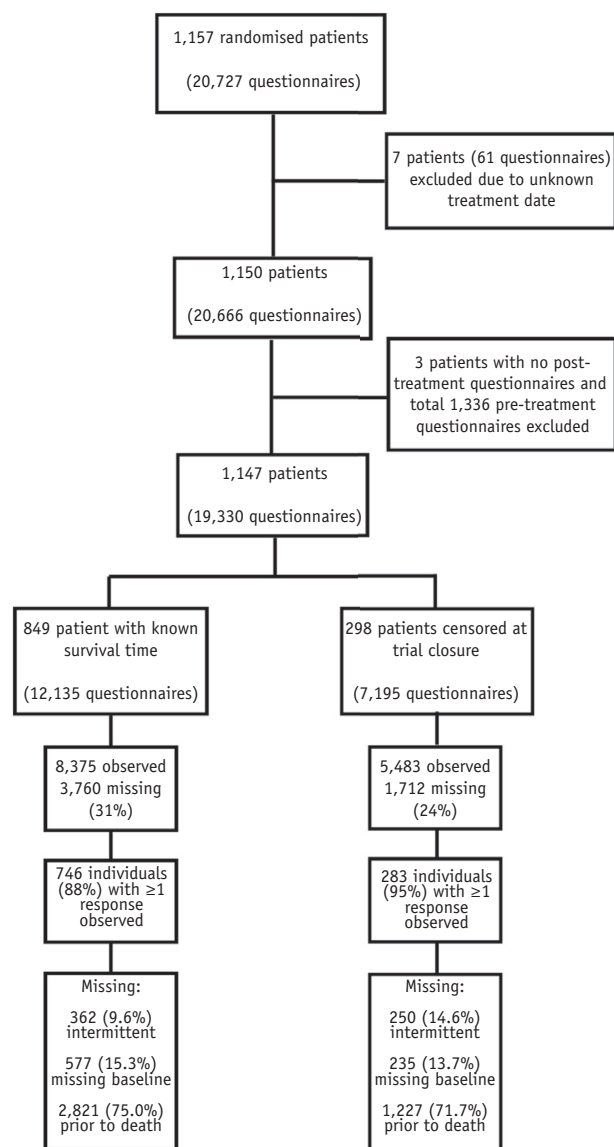 1,157 randomised patients
(20,727 questionnaires)
7 patients (61 questionnaires)
excluded due to unknown
treatment date
1,150 patients
(20,666 questionnaires)
3 patients with no post-
treatment questionnaires and
total 1,336 pre-treatment
questionnaires excluded
1,147 patients
(19,330 questionnaires)
849 patient with known
survival time
(12,135 questionnaires)
298 patients censored at
trial closure
(7,195 questionnaires)
8,375 observed
3,760 missing
(31%)
5,483 observed
1,712 missing
(24%)
746 individuals
(88%) with ≥1
response
observed
283 individuals
(95%) with ≥1
response
observed
Missing:
362 (9.6%)
intermittent
577 (15.3%)
missing baseline
2,821 (75.0%)
prior to death
Missing:
250 (14.6%)
intermittent
235 (13.7%)
missing baseline
1,227 (71.7%)
prior to death